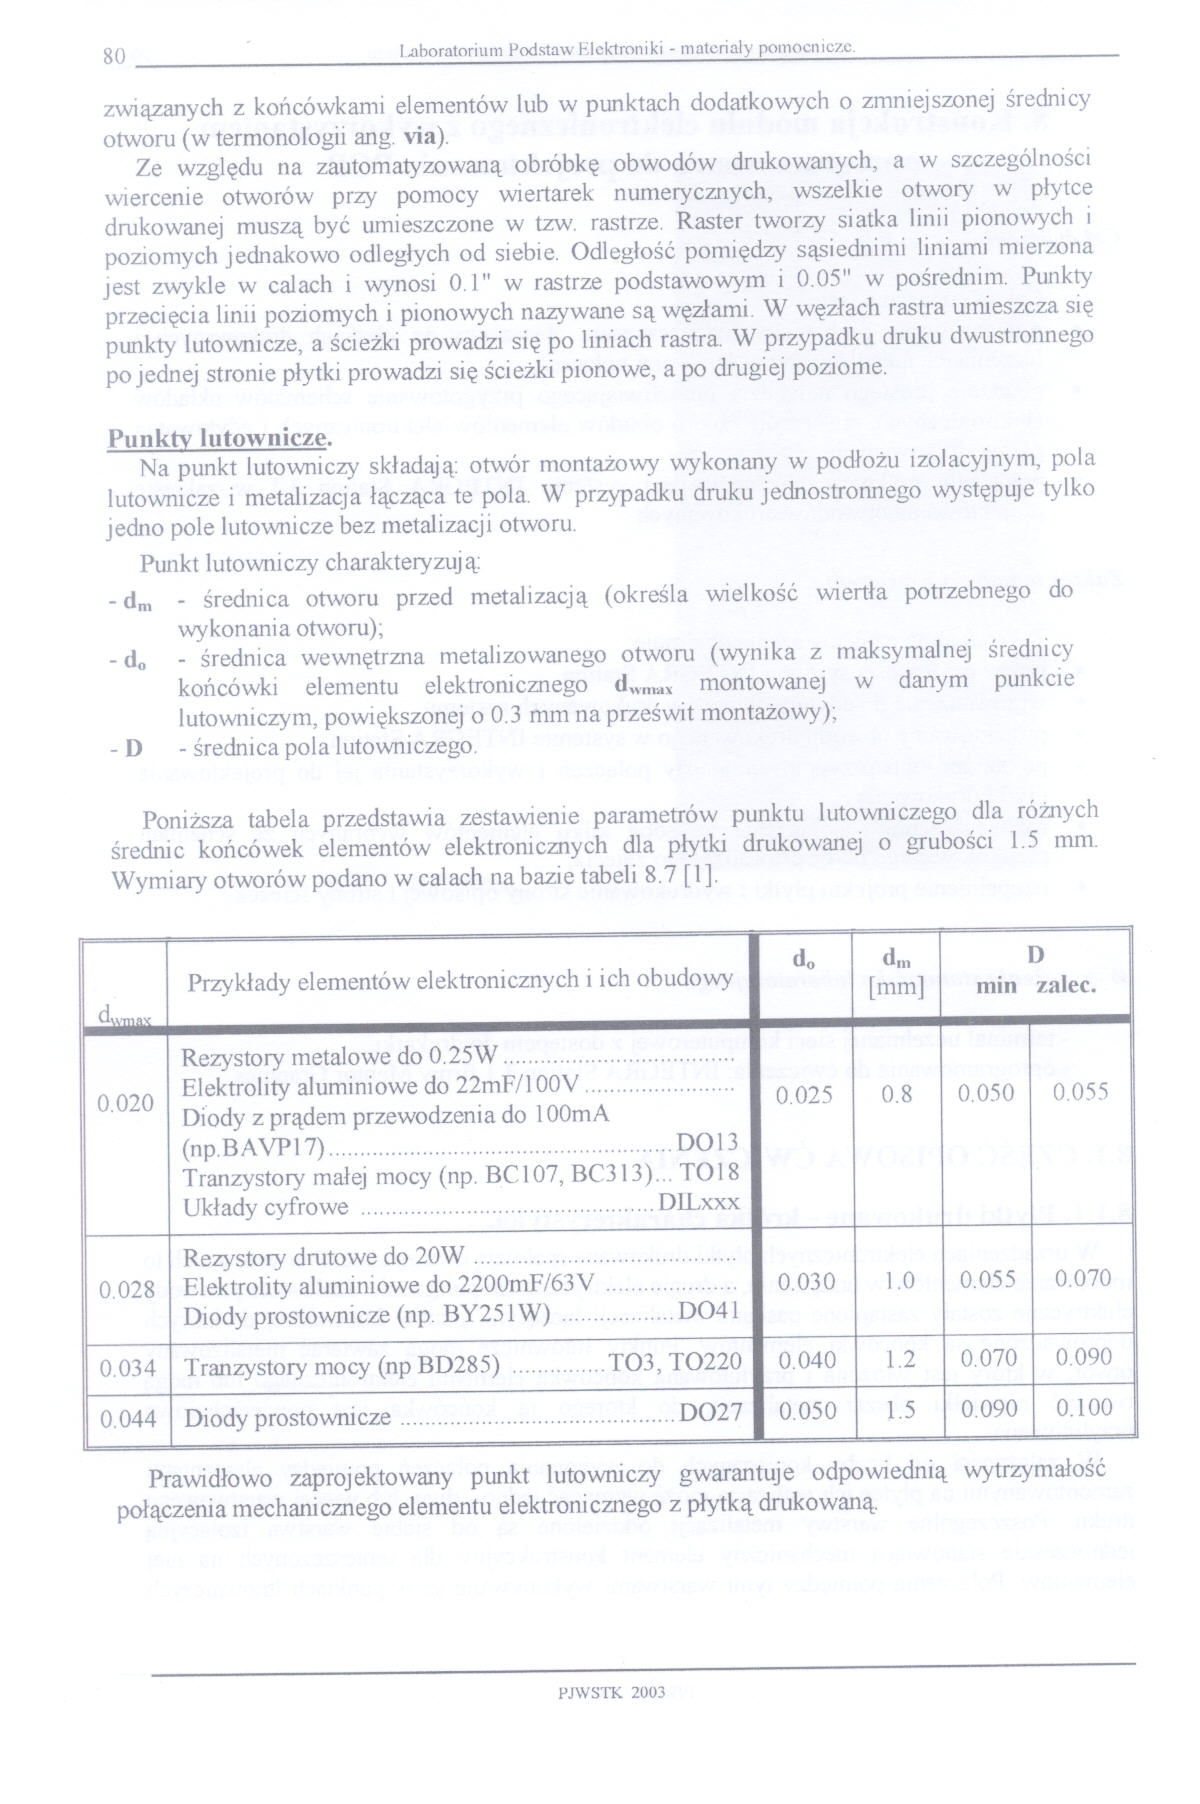 80 Laboratorium Podstaw Elektroniki - materiały pomocnicze.
związanych z końcówkami elementów lub w punktach dodatkowych o zmniejszonej średnicy
otworu (w termonologii ang. via).
Ze względu na zautomatyzowaną obróbkę obwodów drukowanych, a w szczególności
wiercenie otworów przy pomocy wiertarek numerycznych, wszelkie otwory w płytce
drukowanej muszą być umieszczone w tzw. rastrze. Raster tworzy siatka linii pionowych i
poziomych jednakowo odległych od siebie. Odległość pomiędzy sąsiednimi liniami mierzona
jest zwykle w calach i wynosi 0.1" w rastrze podstawowym i 0.05" w pośrednim. Punkty
przecięcia linii poziomych i pionowych nazywane są węzłami. W węzłach rastra umieszcza się
punkty lutownicze, a ścieżki prowadzi się po liniach rastra. W przypadku druku dwustronnego
po jednej stronie płytki prowadzi się ścieżki pionowe, a po drugiej poziome.
Punkty lutownicze.
Na punkt lutowniczy składają: otwór montażowy wykonany w podłożu izolacyjnym, pola
lutownicze i metalizacja łącząca te pola. W przypadku druku jednostronnego występuje tylko
jedno pole lutownicze bez metalizacji otworu.
Punkt lutowniczy charakteryzują:
- dm - średnica otworu przed metalizacją (określa wielkość wiertła potrzebnego do
wykonania otworu);
- do - średnica wewnętrzna metalizowanego otworu (wynika z maksymalnej średnicy
końcówki elementu elektronicznego dwmax montowanej w danym punkcie
lutowniczym, powiększonej o 0.3 mm na prześwit montażowy);
- D - średnica pola lutowniczego.
Poniższa tabela przedstawia zestawienie parametrów punktu lutowniczego dla różnych
średnic końcówek elementów elektronicznych dla płytki drukowanej o grubości 1.5 mm.
Wymiary otworów podano w calach na bazie tabeli 8.7 [1].
dwmax Przykłady elementów elektronicznych i ich obudowy do dm [mm] D min zalec.
Rezystory metalowe do 0.25W ..............................
Elektrolity aluminiowe do 22mF/100V ....................
0.020 Diody z prądem przewodzenia do 100mA 0.025 0.8 0.050 0.055
(np.BAVP17)............................................ DO13
Tranzystory małej mocy (np. BC107, BC313)... TO18
Układy cyfrowe ........................................ DILxxx
Rezystory drutowe do 20W ..................................
0.028 Elektrolity aluminiowe do 2200mF/63V ................. 0.030 1.0 0.055 0.070
Diody prostownicze (np. BY251W) ................. DO41
0.034 Tranzystory mocy (np BD285) ............TO3, TO220 0.040 1.2 0.070 0.090
0.044 Diody prostownicze ................................... DO27 0.050 1.5 0.090 0.100
Prawidłowo zaprojektowany punkt lutowniczy gwarantuje odpowiednią wytrzymałość
połączenia mechanicznego elementu elektronicznego z płytką drukowaną.
PJWSTK 2003